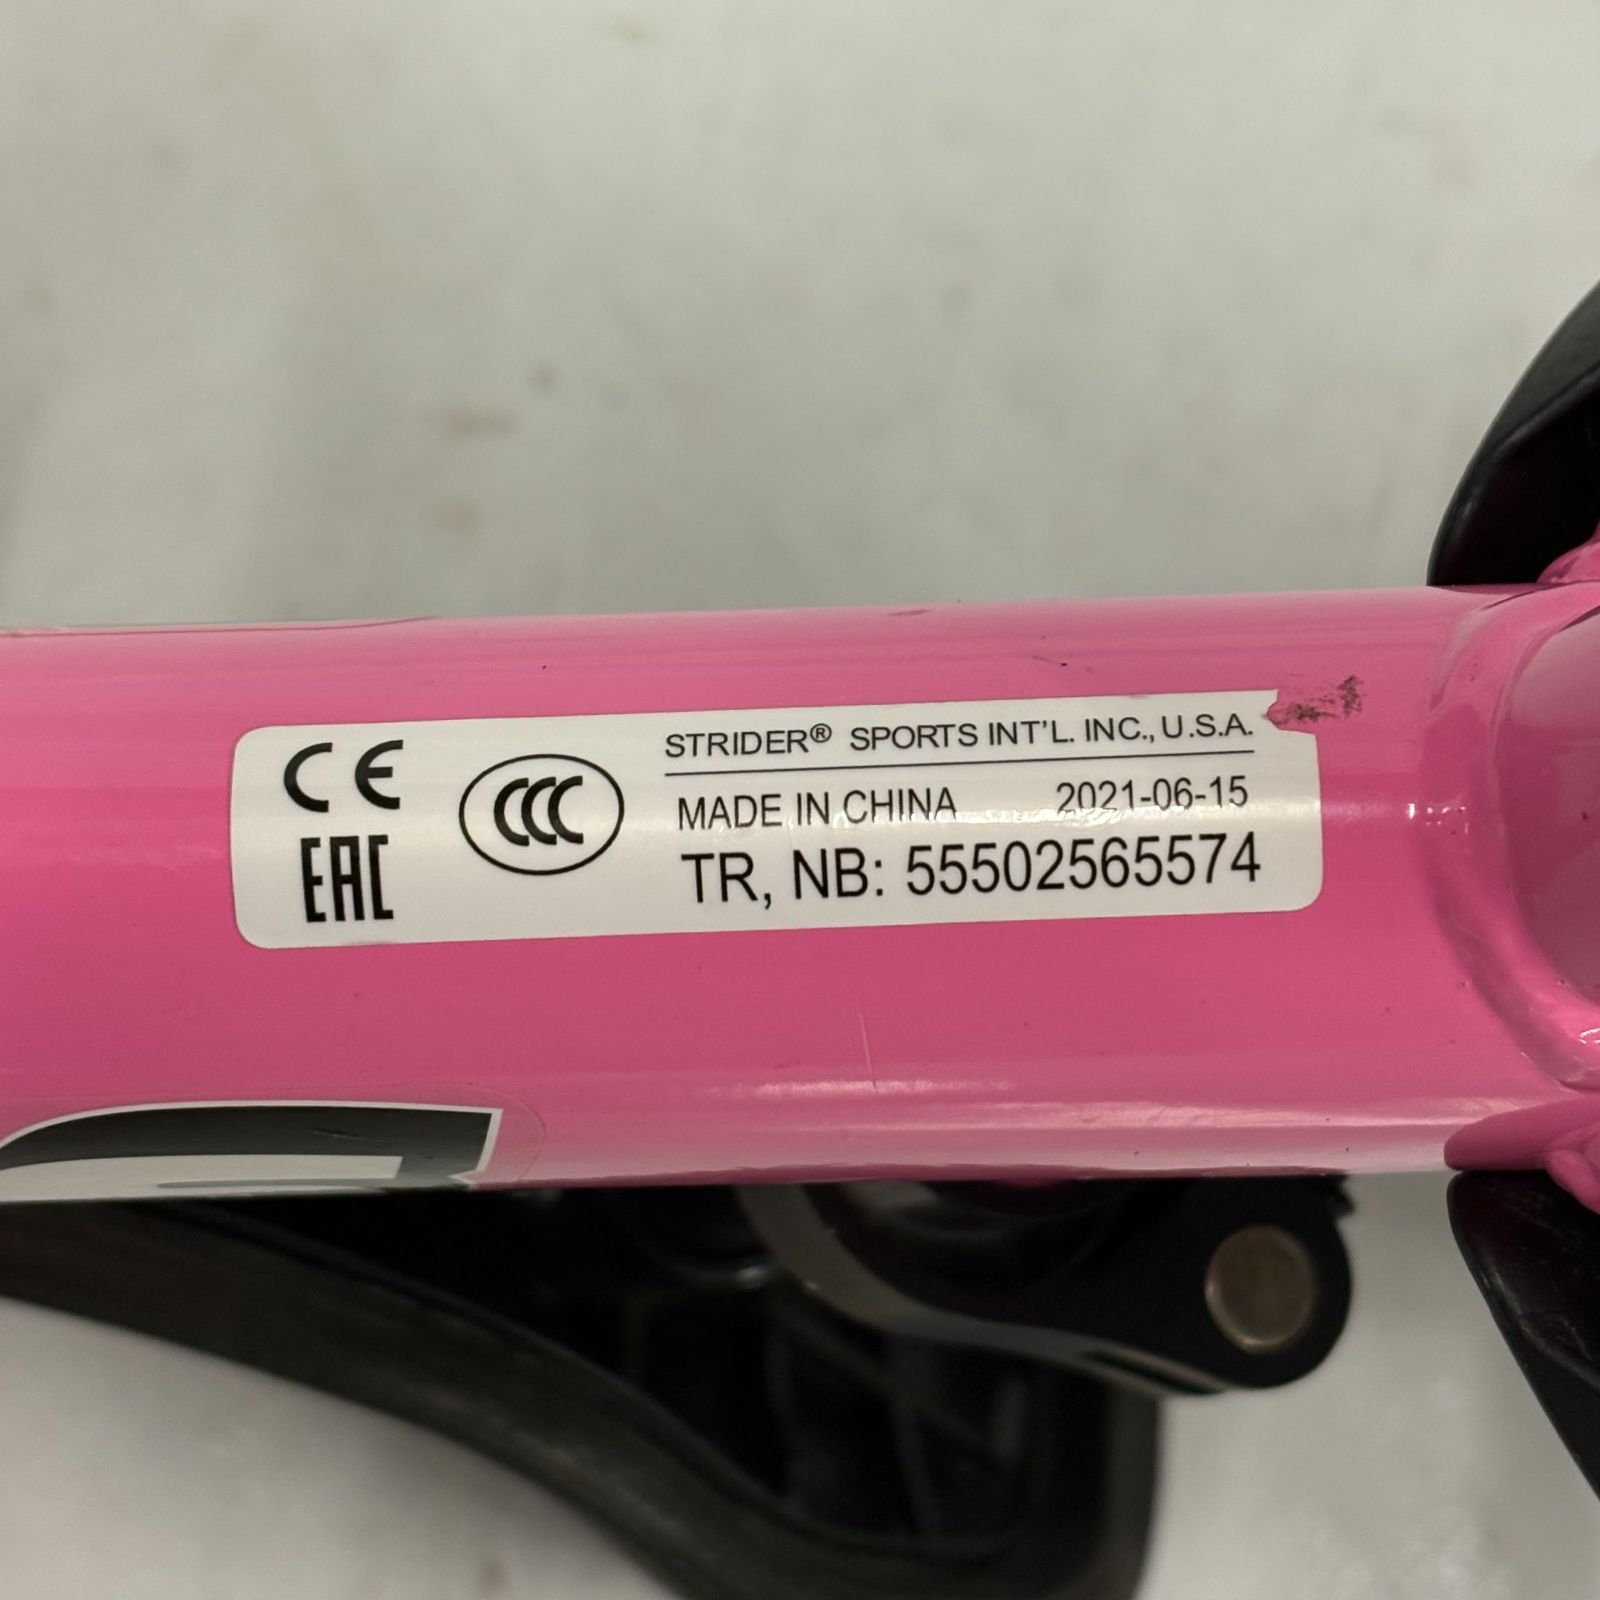 CE
EAC
CCC
STRIDER® SPORTS INT'L. INC., U.S.A.
MADE IN CHINA 2021-06-15
TR, NB: 55502565574